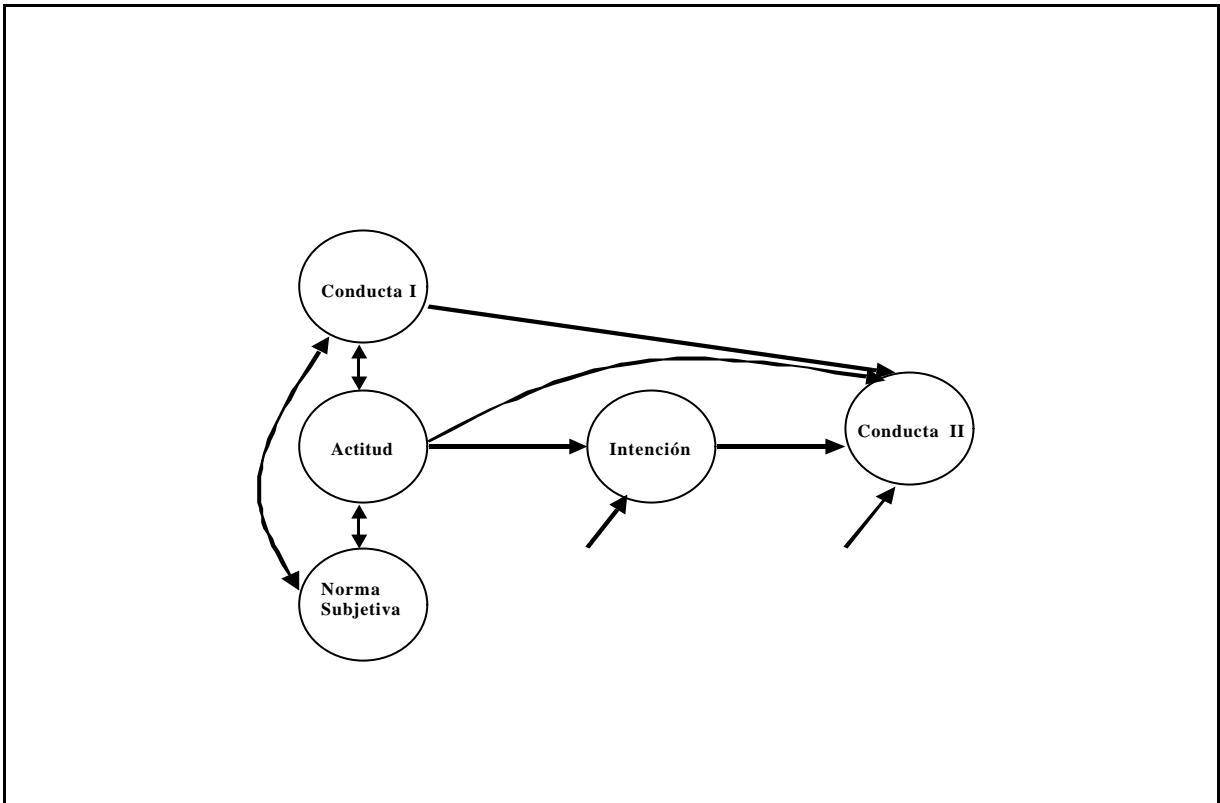 Conducta I
Actitud
Intención
Conducta II
Norma
Subjetiva